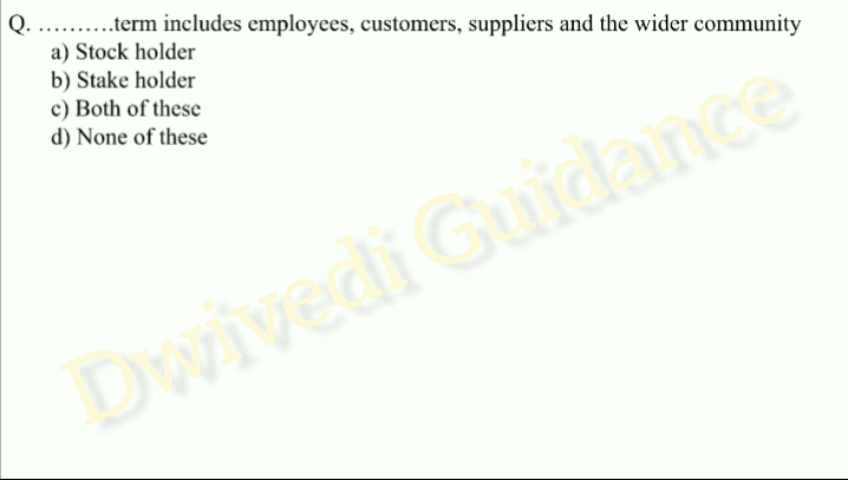 Q. ..........term includes employees, customers, suppliers and the wider community
a) Stock holder
b) Stake holder
c) Both of these
d) None of these
Dwivedi Guidance